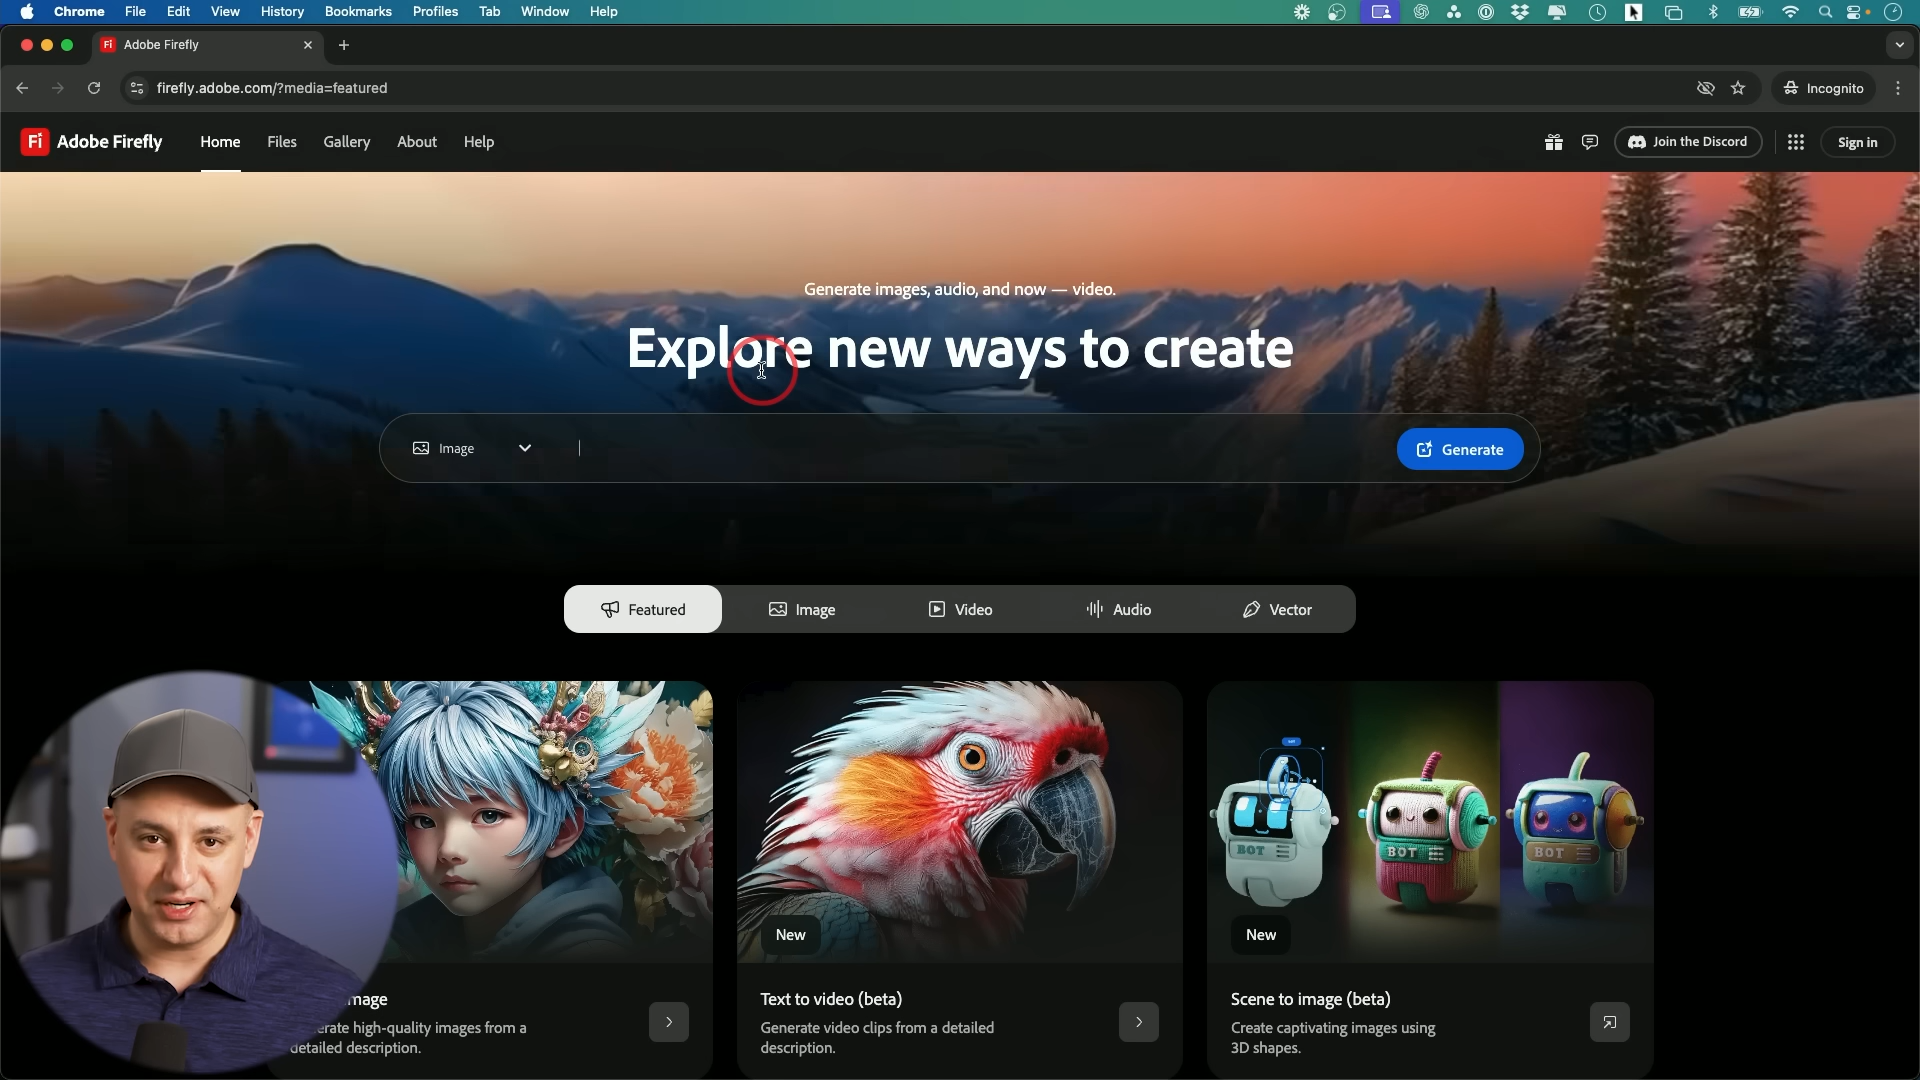 Chrome File Edit View History Bookmarks Profiles Tab Window Help
Fi Adobe Firefly
firefly.adobe.com/?media=featured
Incognito
Fi Adobe Firefly Home Files Gallery About Help Join the Discord Sign in
Generate images, audio, and now — video.
Explore new ways to create
Image Generate
Featured Image Video Audio Vector
BOT BOT BOT
New New
mage Text to video (beta) Scene to image (beta)
erate high-quality images from a Generate video clips from a detailed Create captivating images using
detailed description. description. 3D shapes.